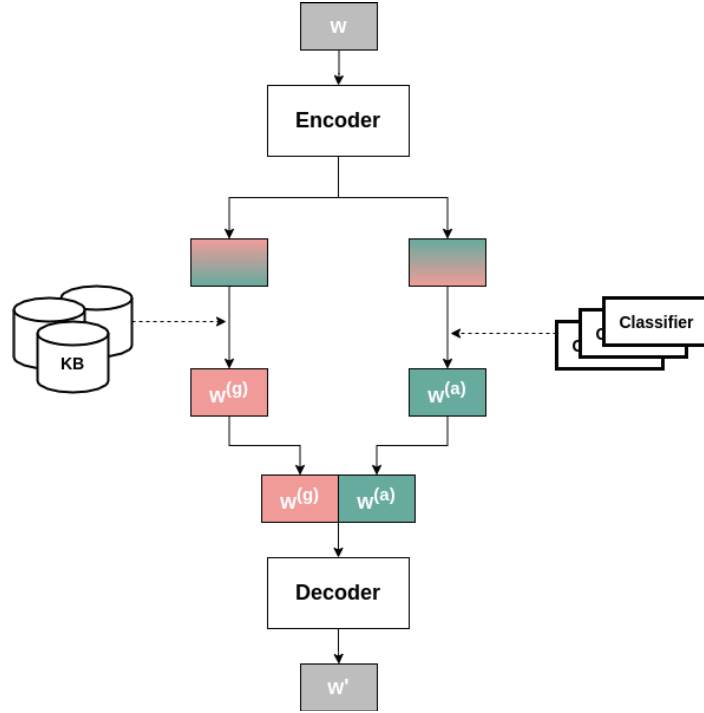 w
Encoder
Classifier
C
C
KB
w(g)
w(a)
w(g)
w(a)
Decoder
w'